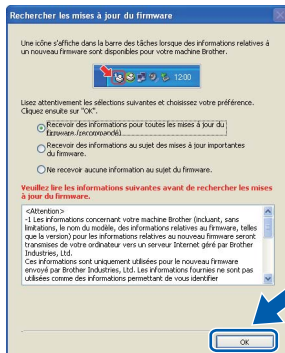 Rechercher les mises à jour du firmware
Une icône s'affiche dans la barre des tâches lorsque des informations relatives á
un nouveau firmware sont disponibles pour votre machine Brother.
1200
Lisez attentivement les sélections suivantes et choisissez votre préférence.
Cliquez ensuite sur "OK".
Recevoir des informations pour toutes les mises á jour du
firmware.(recommandé)
Recevoir des informations au sujet des mises á jour importantes
du firmware.
Ne recevoir aucune information au sujet du firmware.
Veuillez lire les informations suivantes avant de rechercher les mises
à jour du firmware.
<Attention>
-1 Les informations concernant votre machine Brother (incluant, sans
limitations, le nom du modèle, des informations relatives au firmware, telles
que la version) pour les informations relatives au nouveau firmware seront
transmises de votre ordinateur vers un serveur Internet géré par Brother
Industries, Ltd.
Ces informations sont uniquement utilisées pour le nouveau firmware
envoyé par Brother Industries, Ltd. Les informations fournies ne sont pas
utilisées comme des informations permettant de vous identifier
OK